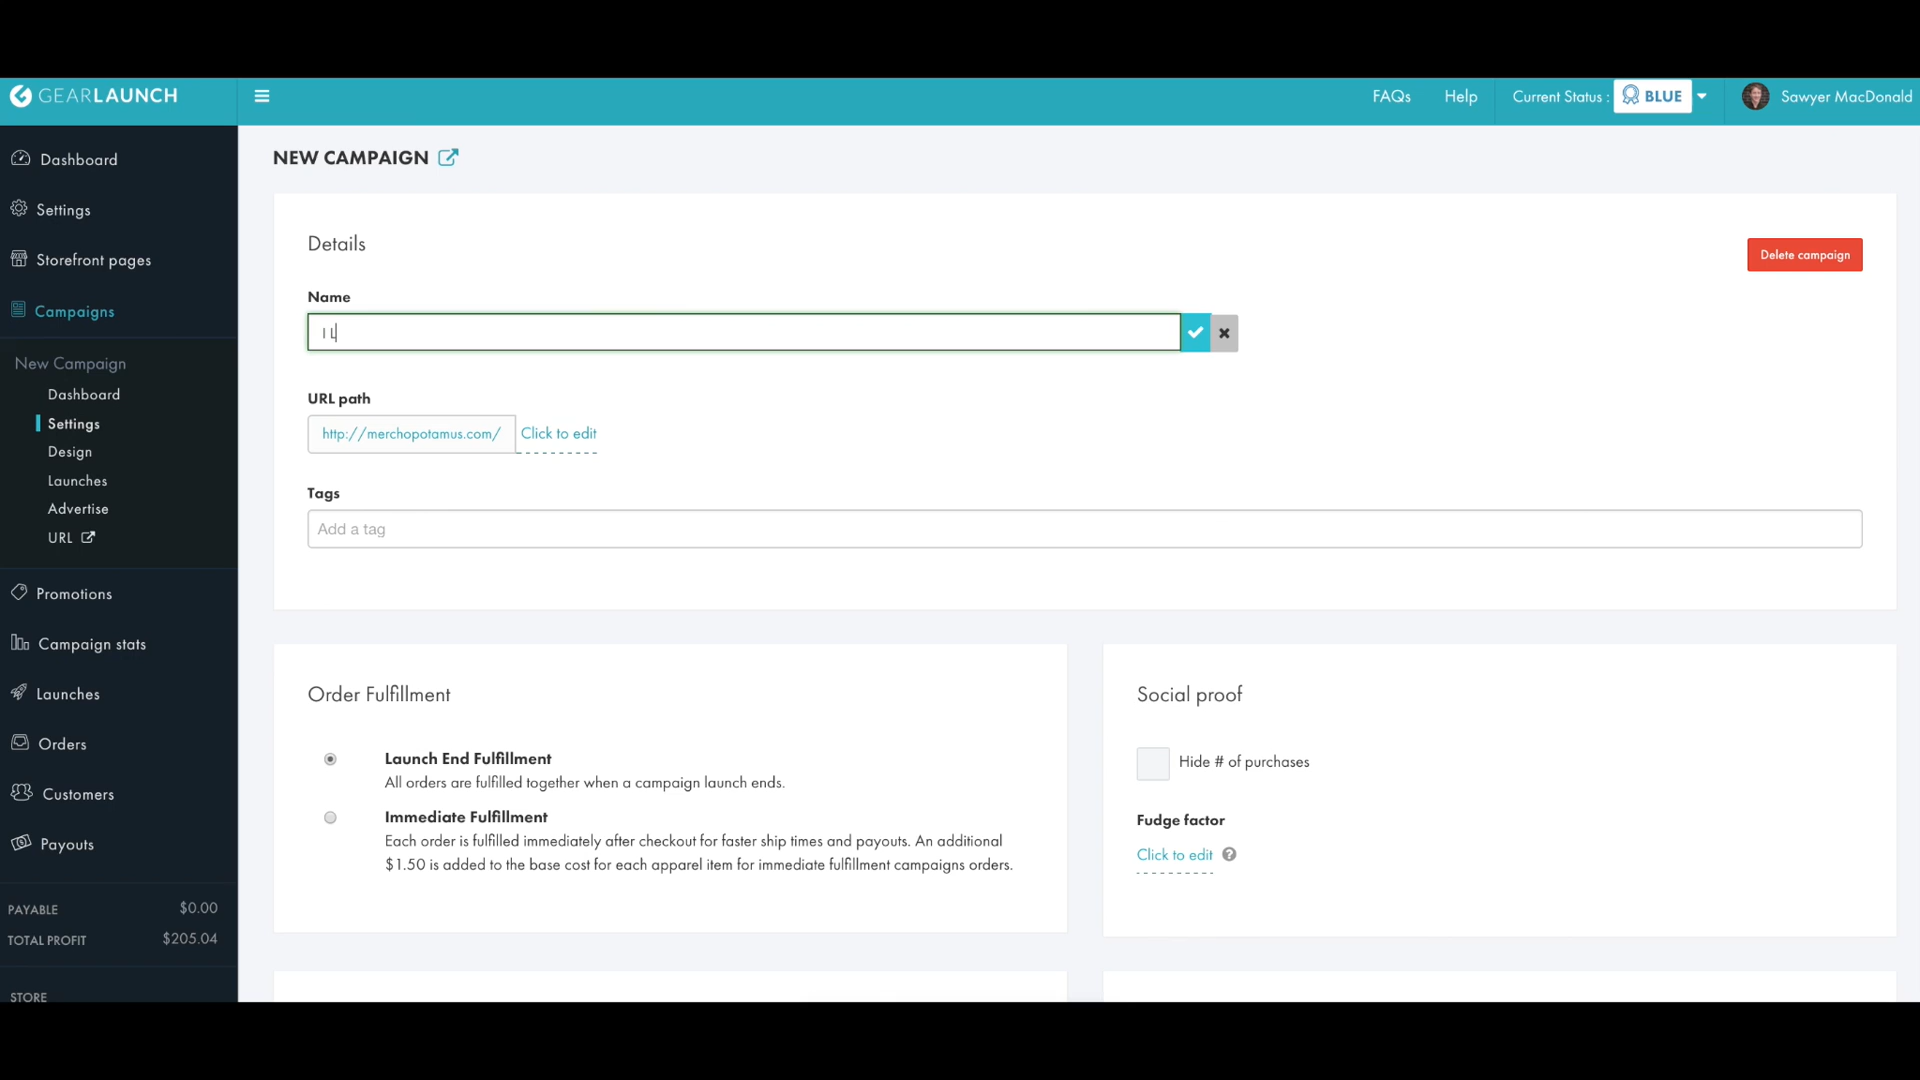 GEARLAUNCH
FAQs
Help
Current Status :
BLUE
Sawyer MacDonald
Dashboard
Settings
Storefront pages
Campaigns
New Campaign
Dashboard
Settings
Design
Launches
Advertise
URL
Promotions
Campaign stats
Launches
Orders
Customers
Payouts
PAYABLE $0.00
TOTAL PROFIT $205.04
STORE
NEW CAMPAIGN
Details
Delete campaign
Name
I L
URL path
http://merchopotamus.com/ Click to edit
Tags
Add a tag
Order Fulfillment
Launch End Fulfillment
All orders are fulfilled together when a campaign launch ends.
Immediate Fulfillment
Each order is fulfilled immediately after checkout for faster ship times and payouts. An additional
$1.50 is added to the base cost for each apparel item for immediate fulfillment campaigns orders.
Social proof
Hide # of purchases
Fudge factor
Click to edit